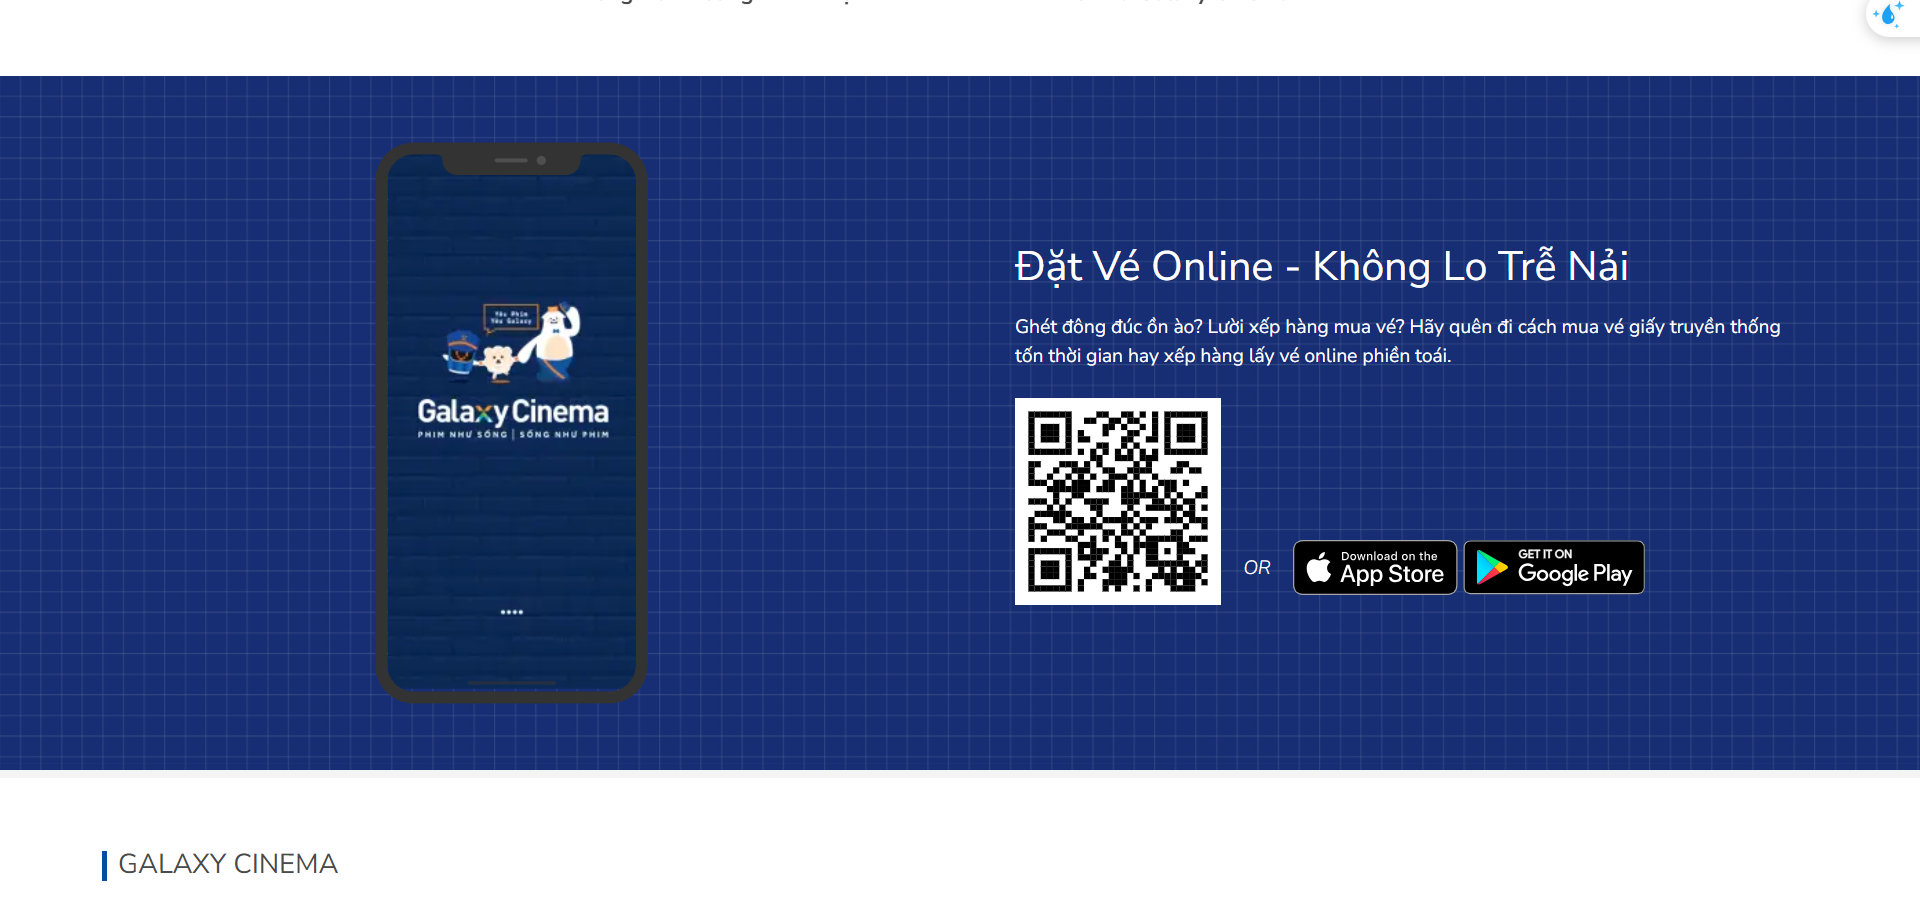 Yêu Phim
Yêu Galaxy
Galaxy Cinema
PHIM NHƯ SỐNG | SỐNG NHƯ PHIM
Đặt Vé Online - Không Lo Trễ Nải
Ghét đông đúc ồn ào? Lười xếp hàng mua vé? Hãy quên đi cách mua vé giấy truyền thống
tốn thời gian hay xếp hàng lấy vé online phiền toái.
OR
Download on the
App Store
GET IT ON
Google Play
GALAXY CINEMA